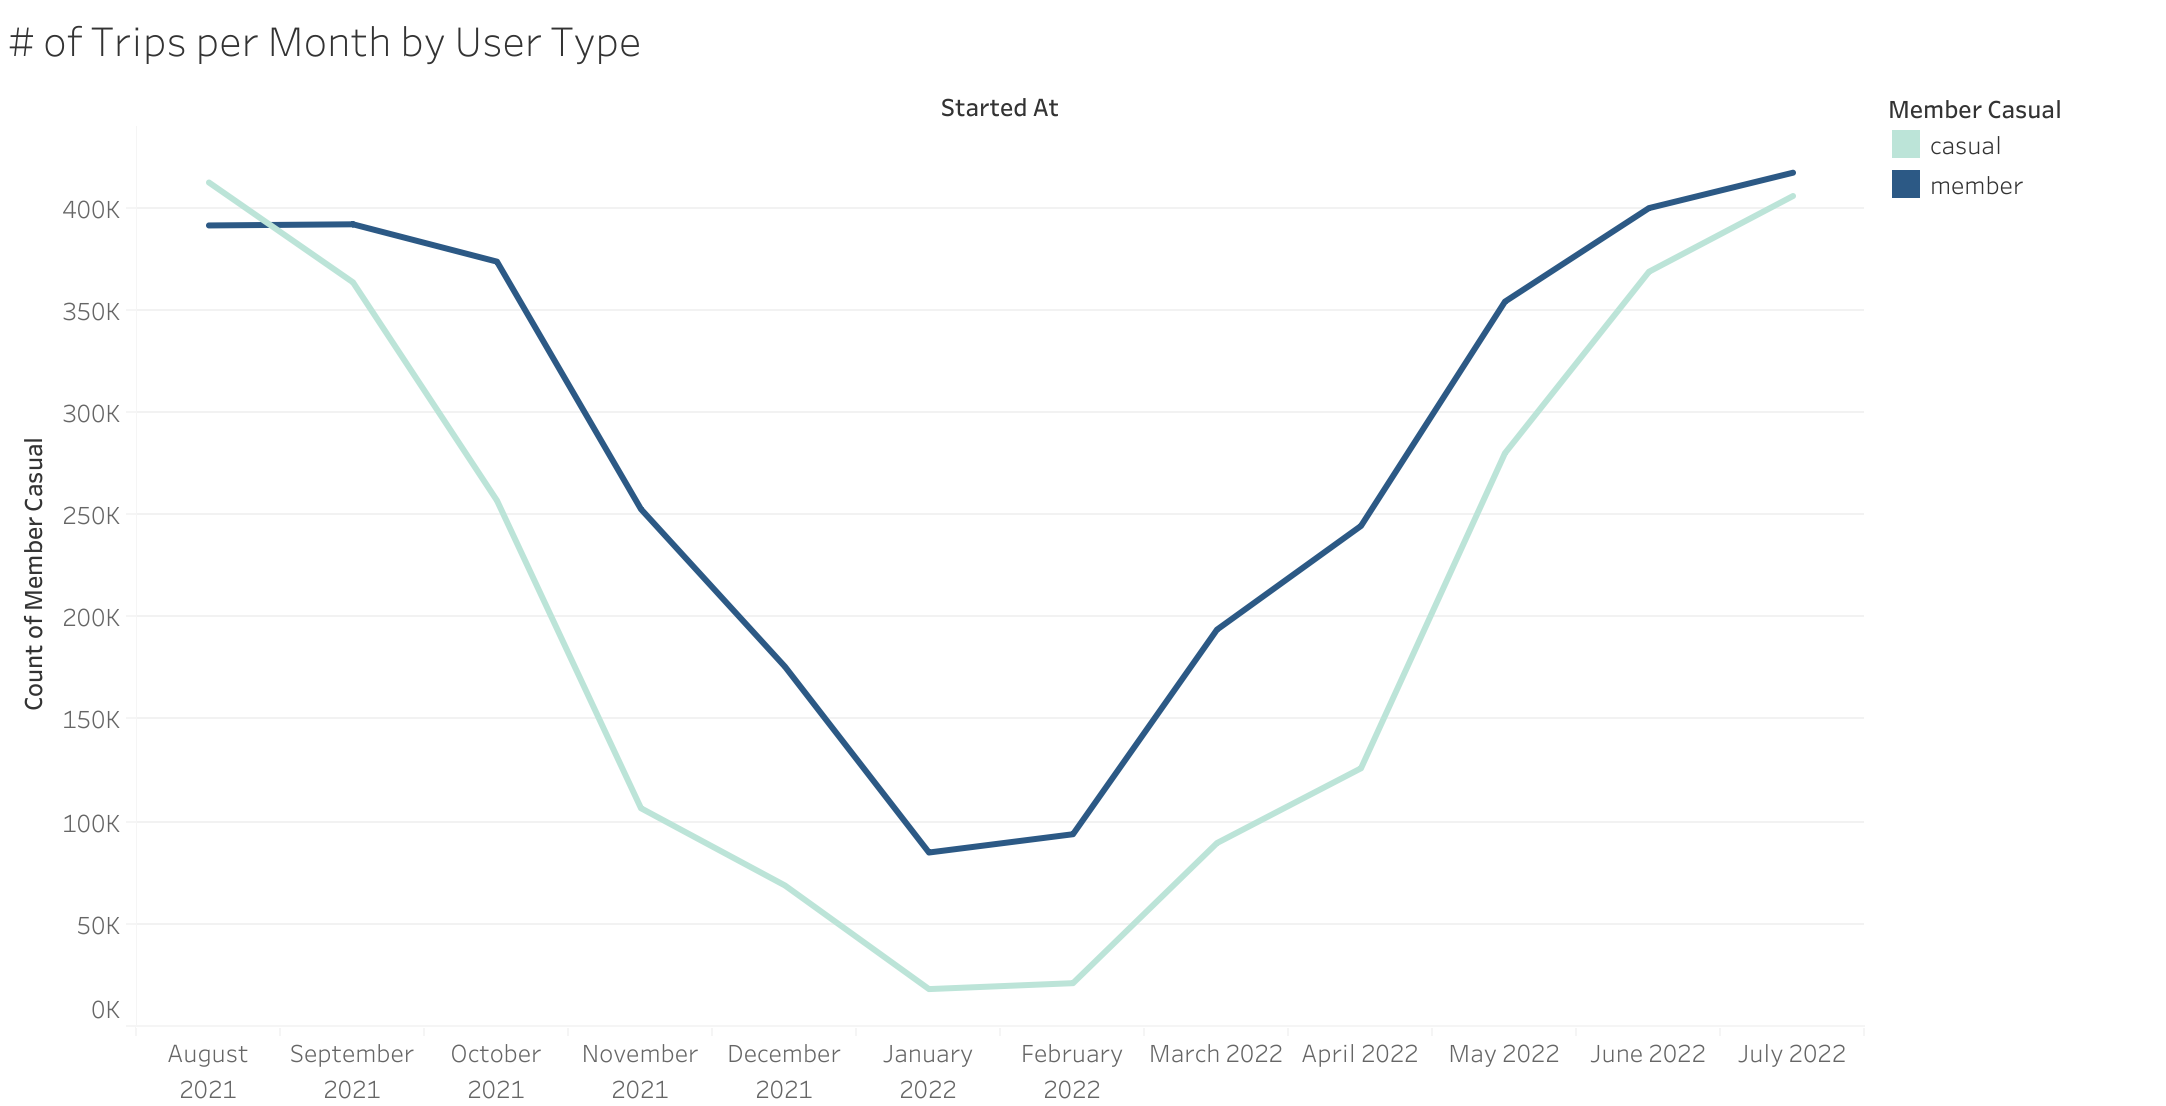 # of Trips per Month by User Type
Started At
Member Casual
casual
member
Count of Member Casual
400K
350K
300K
250K
200K
150K
100K
50K
0K
August 2021
September 2021
October 2021
November 2021
December 2021
January 2022
February 2022
March 2022
April 2022
May 2022
June 2022
July 2022